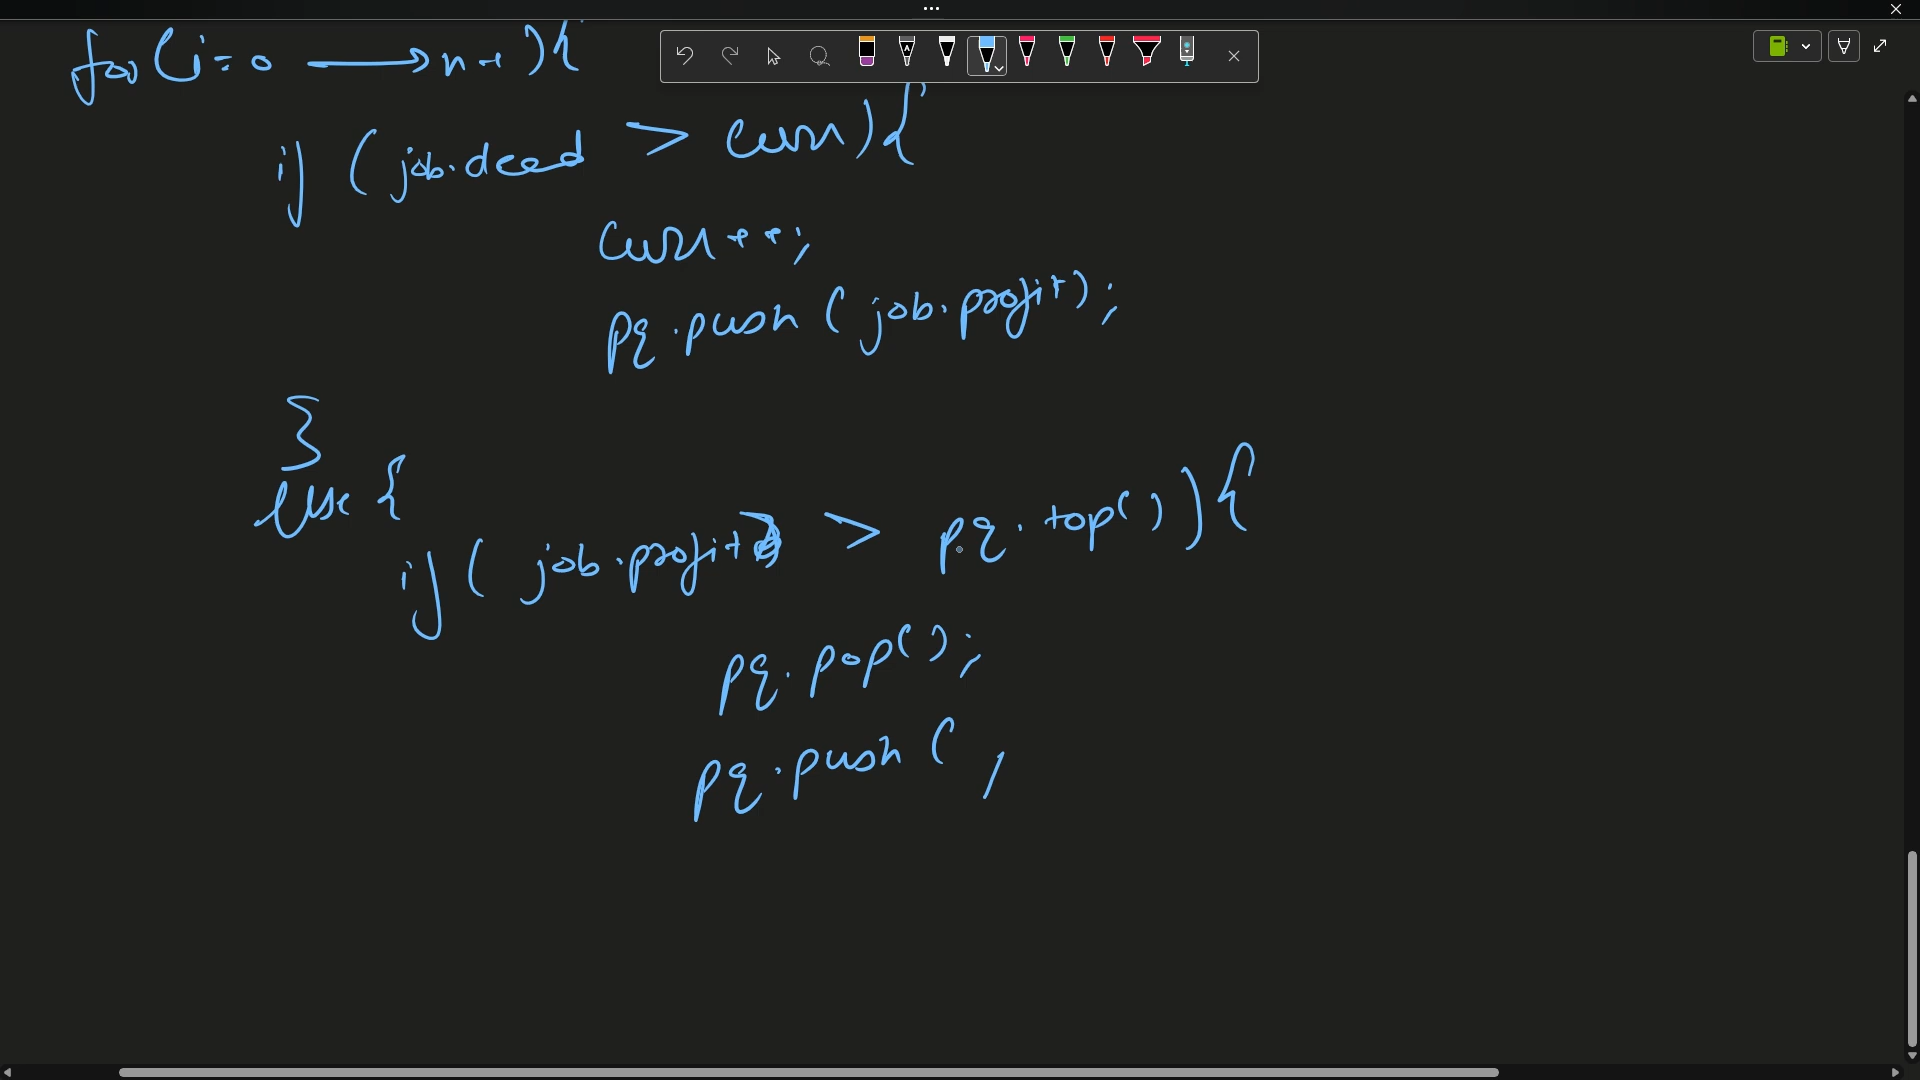 for (i=0 ⟶ n-1){
if (job.dead > curr){
curr++;
pq.push (job.profit);
}
else {
if ( job.profit > pq.top()){
pq.pop();
pq.push (